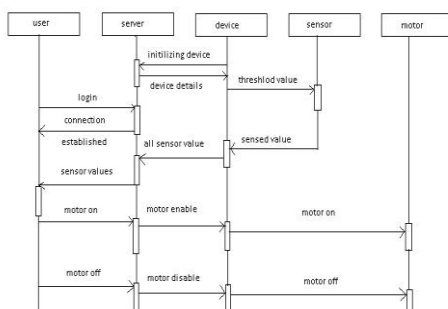 user server device sensor motor
initilizing device
device details
threshlod value
login
connection
established
all sensor value
sensed value
sensor values
motor on
motor enable
motor on
motor off
motor disable
motor off